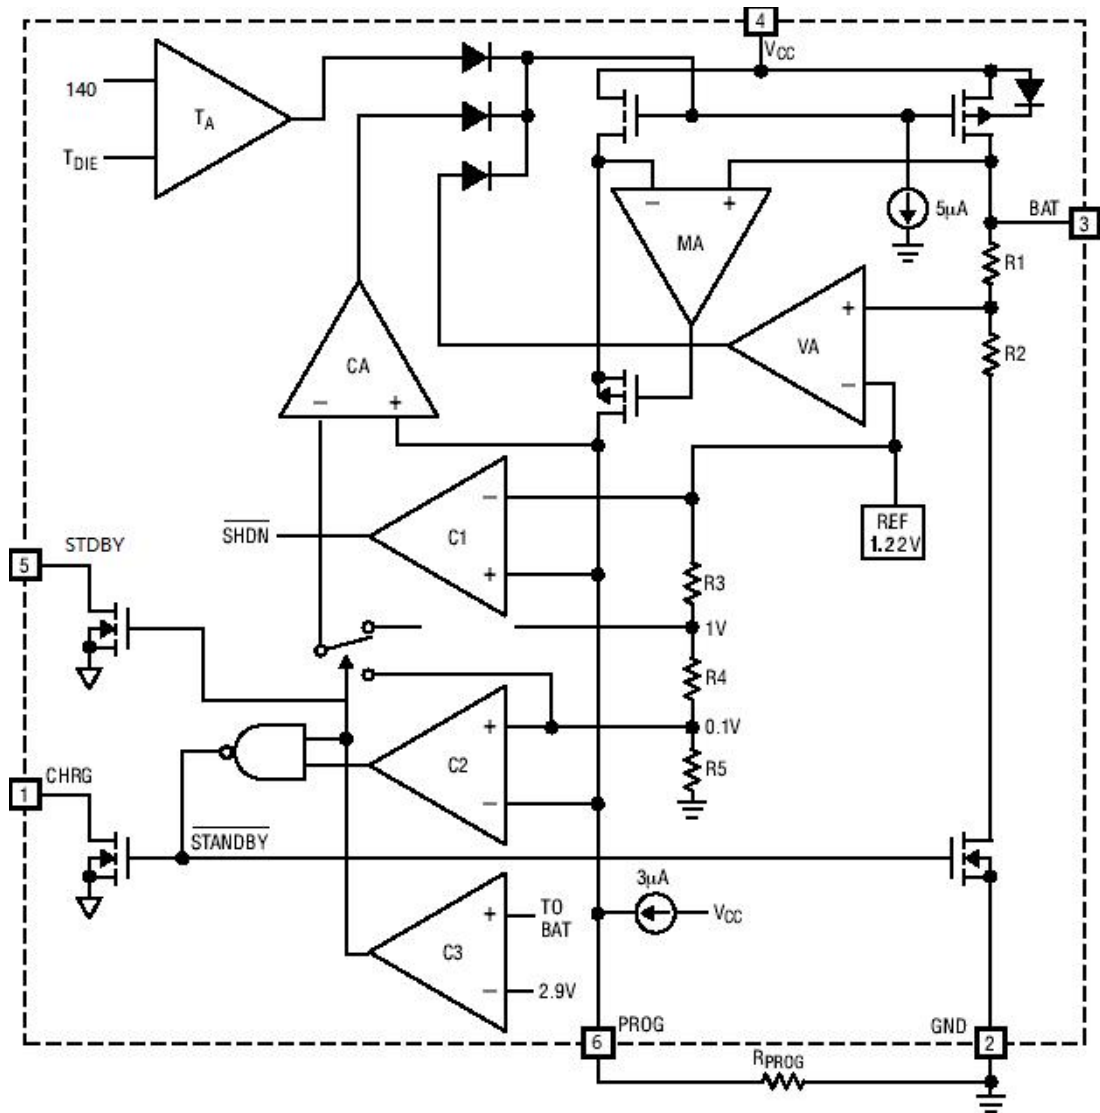 4
VCC
140
TA
TDIE
− +
MA
5μA
BAT
3
R1
+
VA
R2
−
CA
− +
−
SHDN
C1
+
REF
1.22V
STDBY
5
R3
1V
R4
+
0.1V
C2
R5
CHRG
−
1
STANDBY
3μA
+
TO
BAT
VCC
C3
−
2.9V
PROG
GND
6
2
RPROG